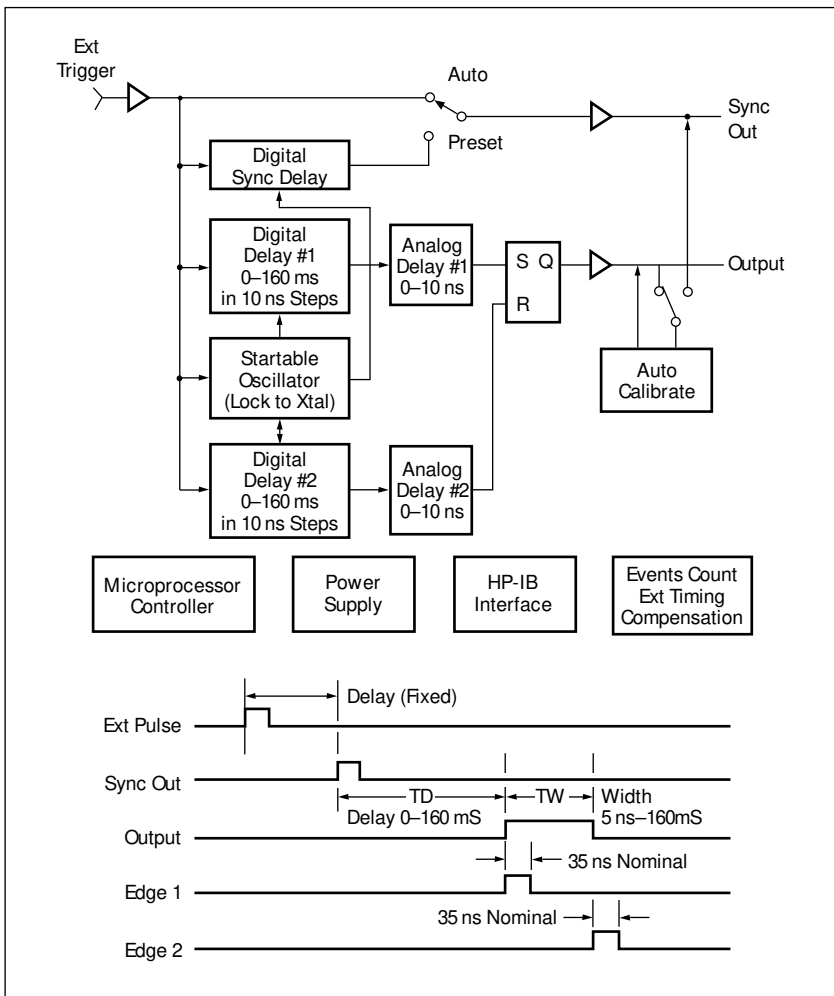 Ext
Trigger
Auto
Sync
Out
Preset
Digital
Sync Delay
Digital
Delay #1
0–160 ms
in 10 ns Steps
Analog
Delay #1
0–10 ns
S Q
R
Output
Startable
Oscillator
(Lock to Xtal)
Auto
Calibrate
Digital
Delay #2
0–160 ms
in 10 ns Steps
Analog
Delay #2
0–10 ns
Microprocessor
Controller
Power
Supply
HP-IB
Interface
Events Count
Ext Timing
Compensation
Delay (Fixed)
Ext Pulse
Sync Out
TD
TW
Width
Delay 0–160 mS
5 ns–160mS
Output
35 ns Nominal
Edge 1
35 ns Nominal
Edge 2